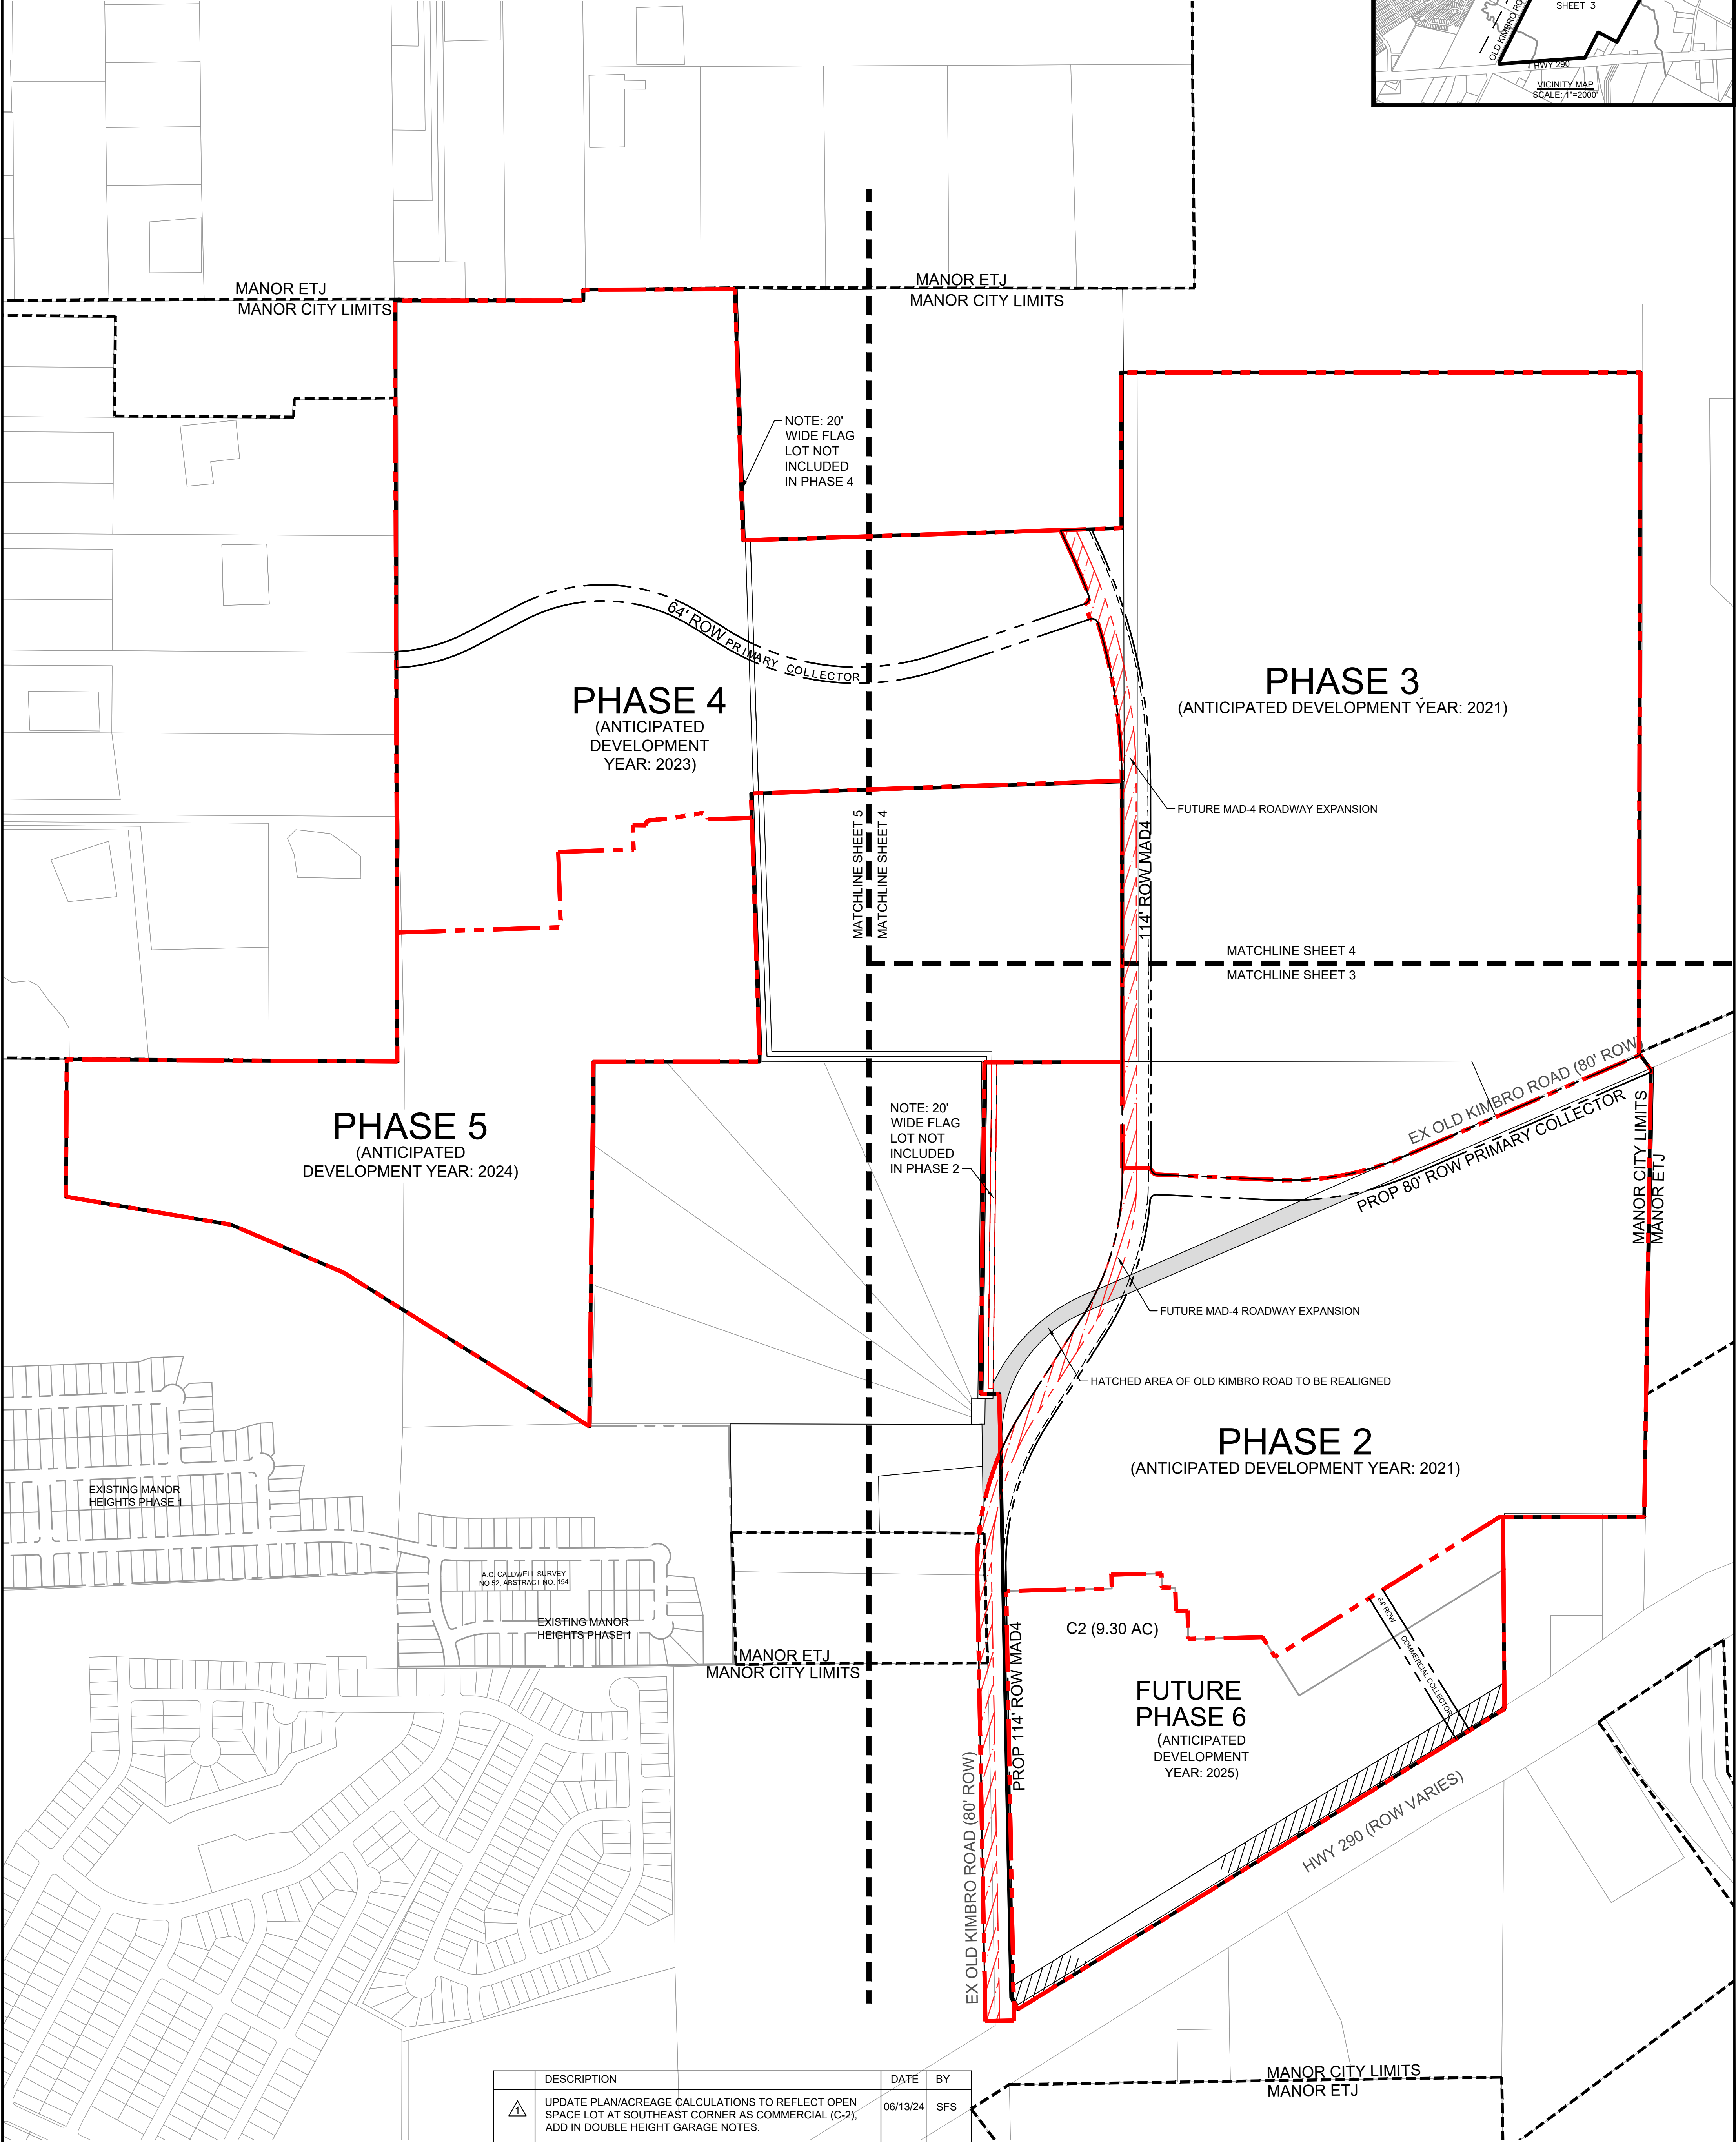 SHEET 3
OLD KIMBRO RO
HWY 290
VICINITY MAP
SCALE: 1"=2000'
MANOR ETJ
MANOR CITY LIMITS
MANOR ETJ
MANOR CITY LIMITS
NOTE: 20'
WIDE FLAG
LOT NOT
INCLUDED
IN PHASE 4
64' ROW PRIMARY COLLECTOR
PHASE 4
(ANTICIPATED
DEVELOPMENT
YEAR: 2023)
PHASE 3
(ANTICIPATED DEVELOPMENT YEAR: 2021)
FUTURE MAD-4 ROADWAY EXPANSION
114' ROW MAD4
MATCHLINE SHEET 5
MATCHLINE SHEET 4
MATCHLINE SHEET 4
MATCHLINE SHEET 3
EX OLD KIMBRO ROAD (80' ROW)
PROP 80' ROW PRIMARY COLLECTOR
MANOR CITY LIMITS
MANOR ETJ
PHASE 5
(ANTICIPATED
DEVELOPMENT YEAR: 2024)
NOTE: 20'
WIDE FLAG
LOT NOT
INCLUDED
IN PHASE 2
FUTURE MAD-4 ROADWAY EXPANSION
HATCHED AREA OF OLD KIMBRO ROAD TO BE REALIGNED
PHASE 2
(ANTICIPATED DEVELOPMENT YEAR: 2021)
EXISTING MANOR
HEIGHTS PHASE 1
A.C. CALDWELL SURVEY
NO.52, ABSTRACT NO. 154
EXISTING MANOR
HEIGHTS PHASE 1
MANOR ETJ
MANOR CITY LIMITS
C2 (9.30 AC)
64' ROW COMMERCIAL COLLECTOR
PROP 114' ROW MAD4
FUTURE
PHASE 6
(ANTICIPATED
DEVELOPMENT
YEAR: 2025)
EX OLD KIMBRO ROAD (80' ROW)
HWY 290 (ROW VARIES)
MANOR CITY LIMITS
MANOR ETJ
DESCRIPTION DATE BY
1 UPDATE PLAN/ACREAGE CALCULATIONS TO REFLECT OPEN
SPACE LOT AT SOUTHEAST CORNER AS COMMERCIAL (C-2), 06/13/24 SFS
ADD IN DOUBLE HEIGHT GARAGE NOTES.